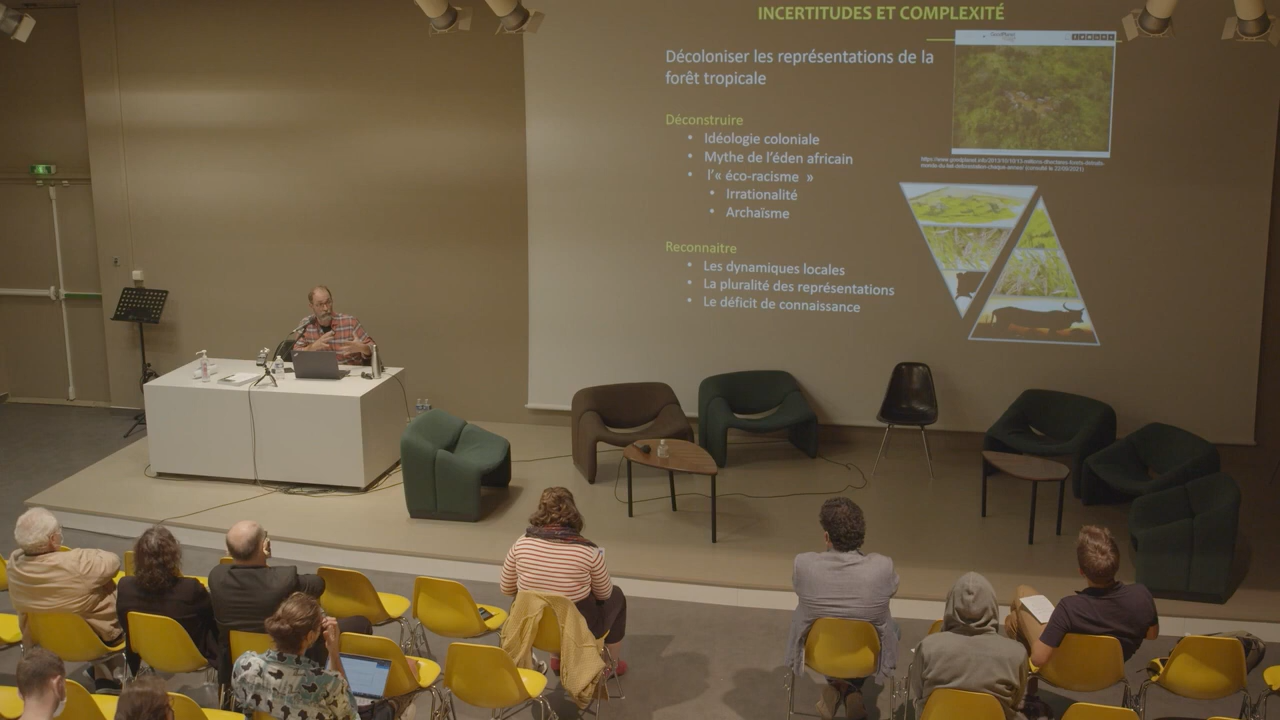 INCERTITUDES ET COMPLEXITÉ
Décoloniser les représentations de la
forêt tropicale
Déconstruire
• Idéologie coloniale
• Mythe de l'éden africain
• l'« éco-racisme »
• Irrationalité
• Archaïsme
Reconnaitre
• Les dynamiques locales
• La pluralité des représentations
• Le déficit de connaissance